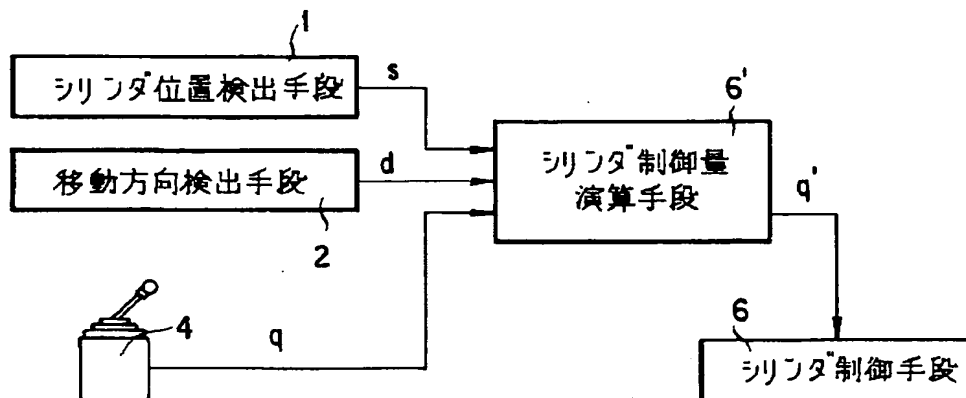 1
シリンダ位置検出手段
s
移動方向検出手段
d
2
6'
シリンダ制御量
演算手段
q'
4
q
6
シリンダ制御手段